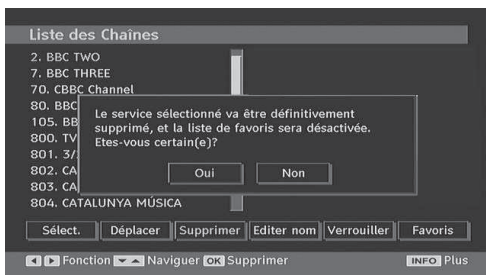 Liste des Chaînes
2. BBC TWO
7. BBC THREE
70. CBBC Channel
80. BBC
105. BB
800. TV
801. 3/
802. CA
803. CA
804. CATALUNYA MÚSICA
Le service sélectionné va être définitivement
supprimé, et la liste de favoris sera désactivée.
Etes-vous certain(e)?
Oui Non
Sélect. Déplacer Supprimer Editer nom Verrouiller Favoris
Fonction Naviguer OK Supprimer INFO Plus